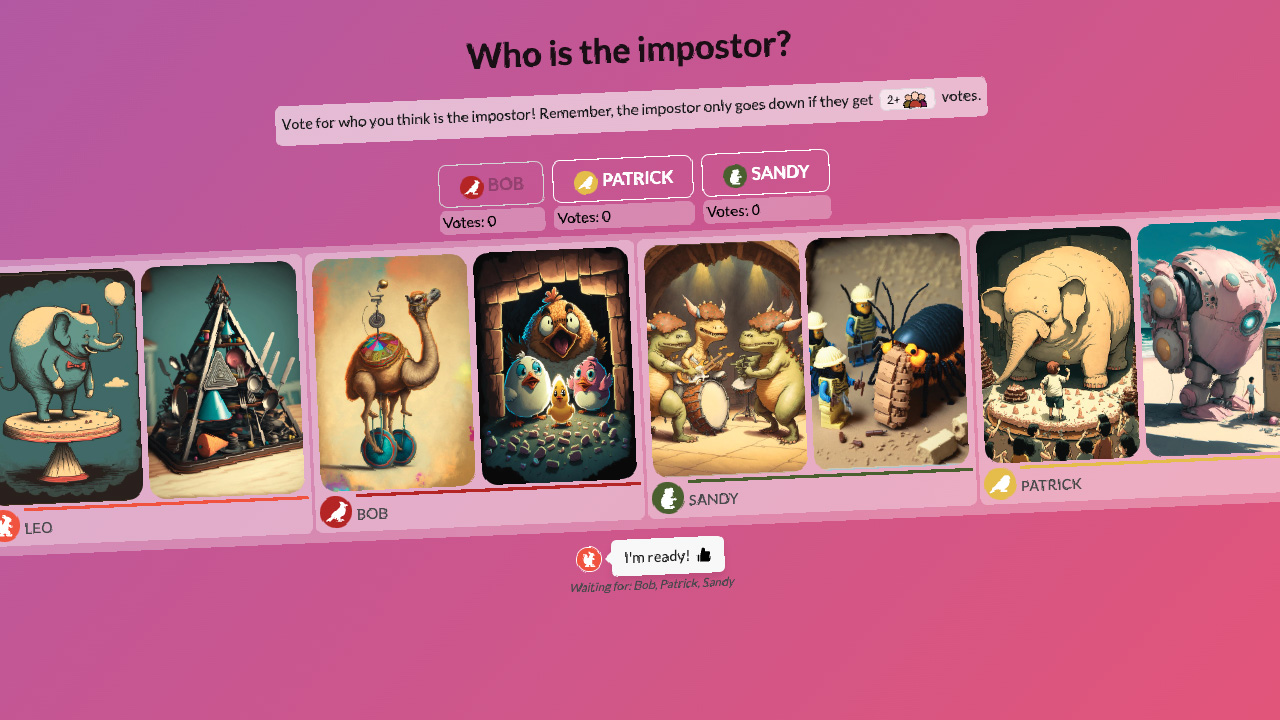 Who is the impostor?
Vote for who you think is the impostor! Remember, the impostor only goes down if they get 2+ votes.
BOB PATRICK SANDY
Votes: 0 Votes: 0 Votes: 0
LEO BOB SANDY PATRICK
I'm ready!
Waiting for: Bob, Patrick, Sandy